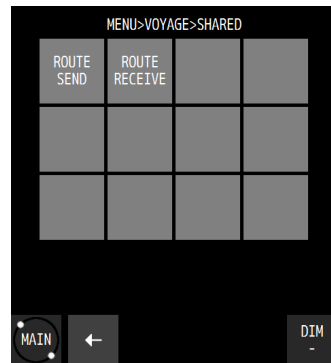 MENU>VOYAGE>SHARED
ROUTE
SEND
ROUTE
RECEIVE
MAIN
←
DIM
-